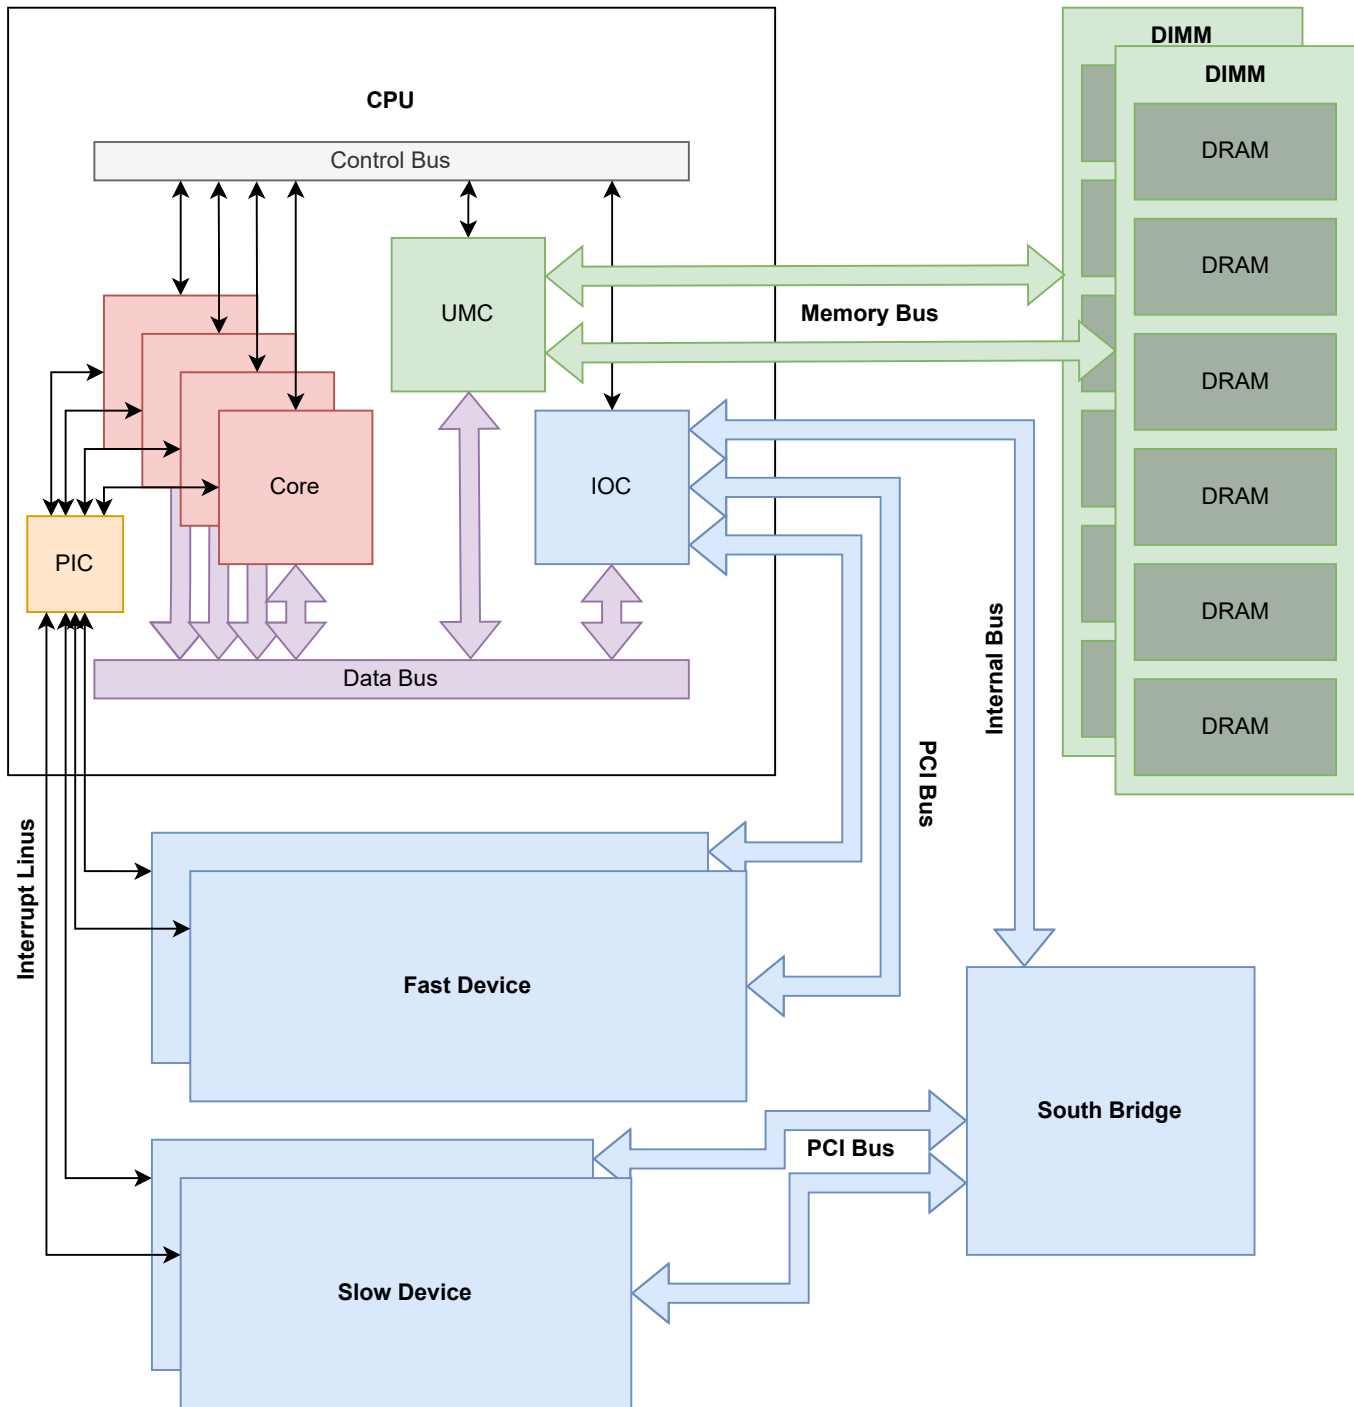 DIMM
DIMM
CPU
Control Bus
DRAM
DRAM
UMC
Memory Bus
DRAM
Core
IOC
DRAM
PIC
DRAM
Internal Bus
Data Bus
DRAM
PCI Bus
Interrupt Linus
Fast Device
South Bridge
PCI Bus
Slow Device